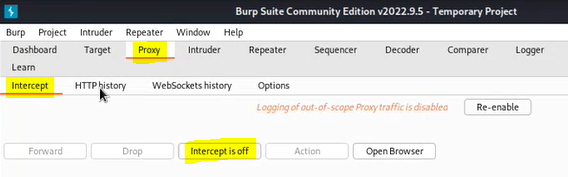 Burp Suite Community Edition v2022.9.5 - Temporary Project
Burp Project Intruder Repeater Window Help
Dashboard Target Proxy Intruder Repeater Sequencer Decoder Comparer Logger
Learn
Intercept HTTP history WebSockets history Options
Logging of out-of-scope Proxy traffic is disabled Re-enable
Forward Drop Intercept is off Action Open Browser